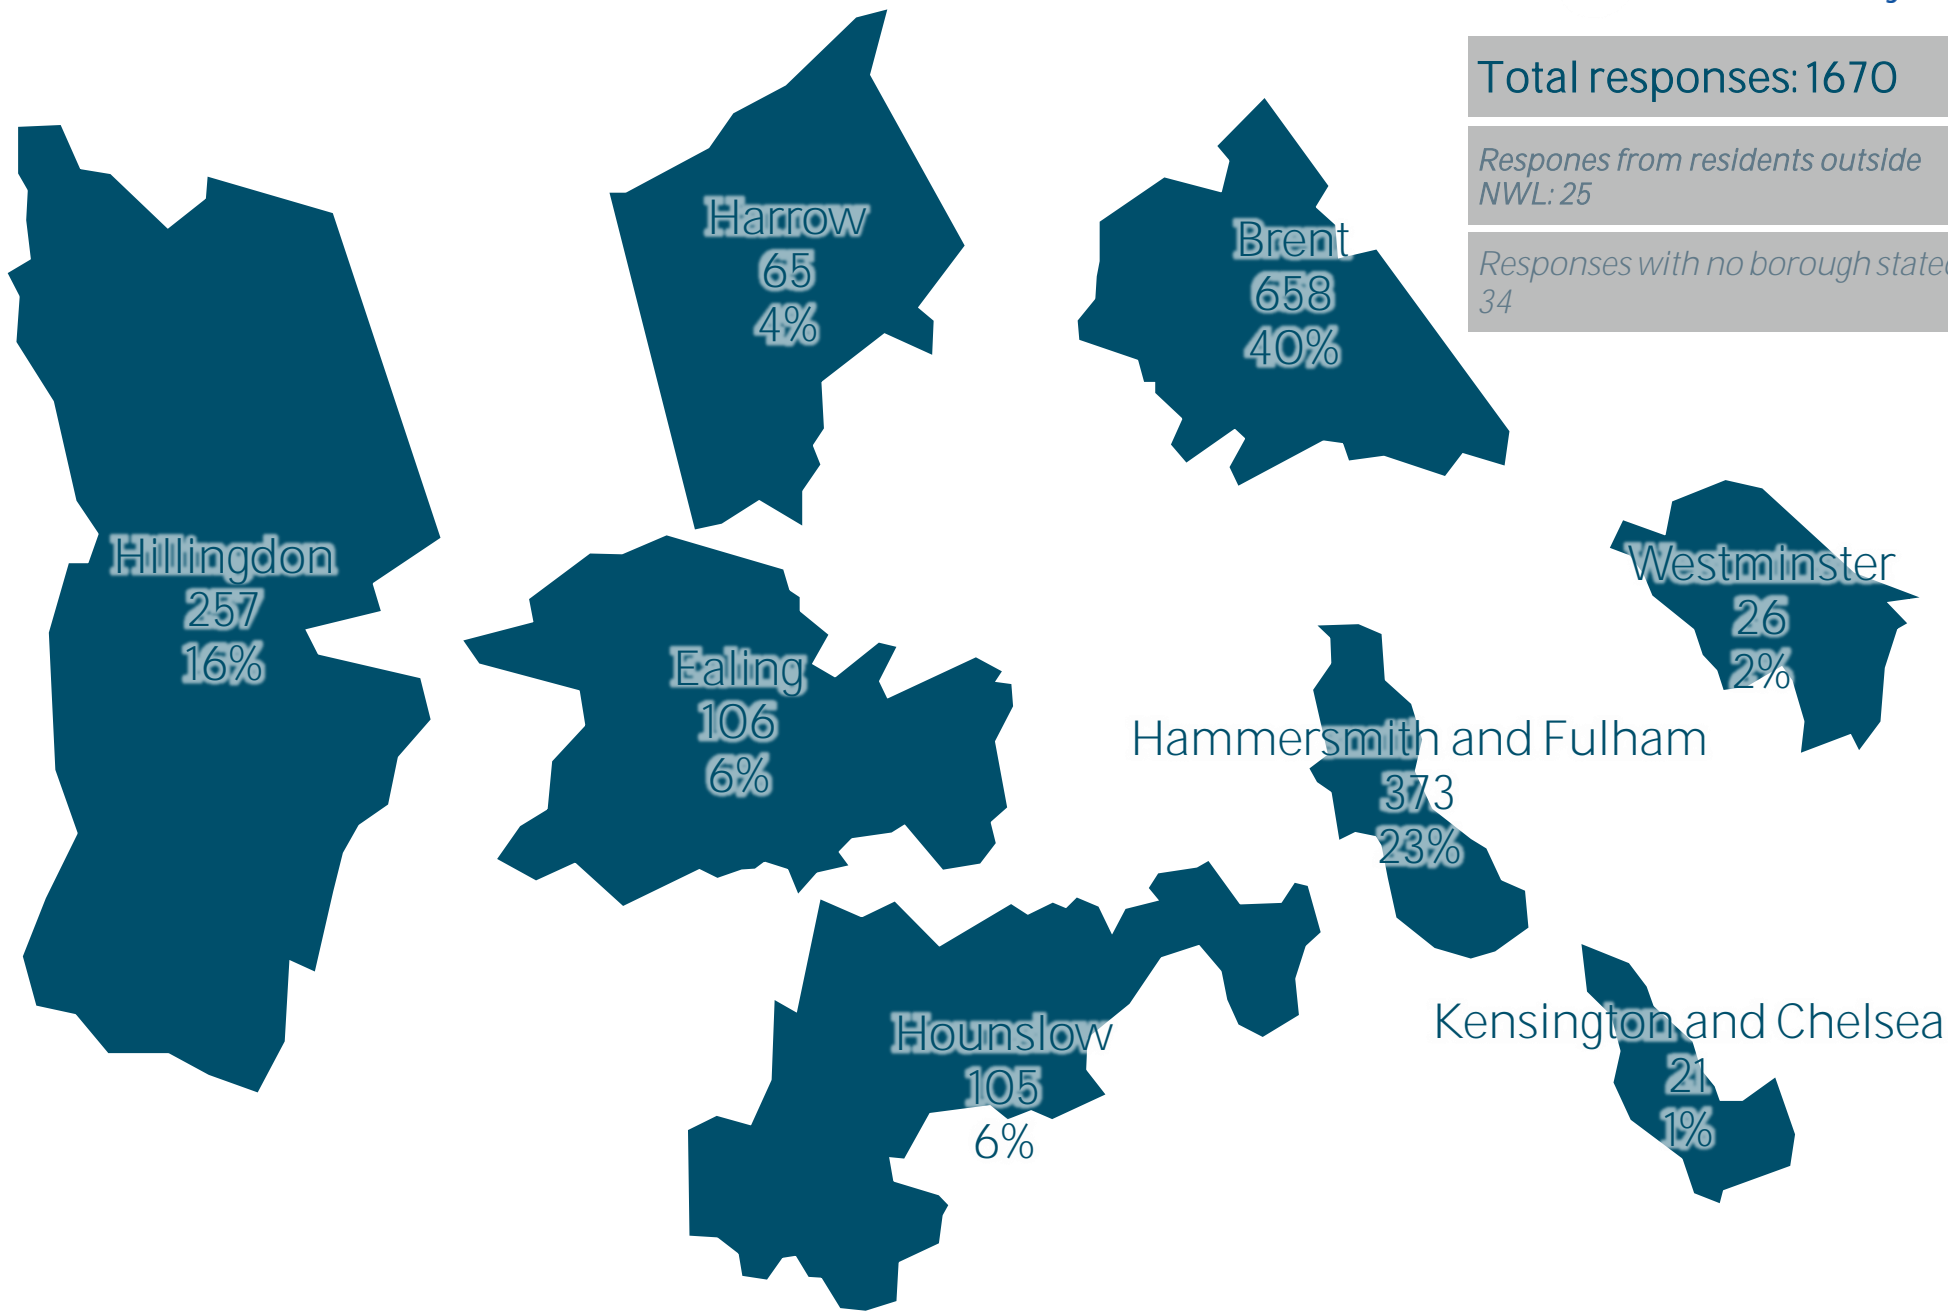 Total responses: 1670
Respones from residents outside
NWL: 25
Responses with no borough stated
34
Harrow
65
4%
Brent
658
40%
Hillingdon
257
16%
Westminster
26
2%
Ealing
106
6%
Hammersmith and Fulham
373
23%
Hounslow
105
6%
Kensington and Chelsea
21
1%